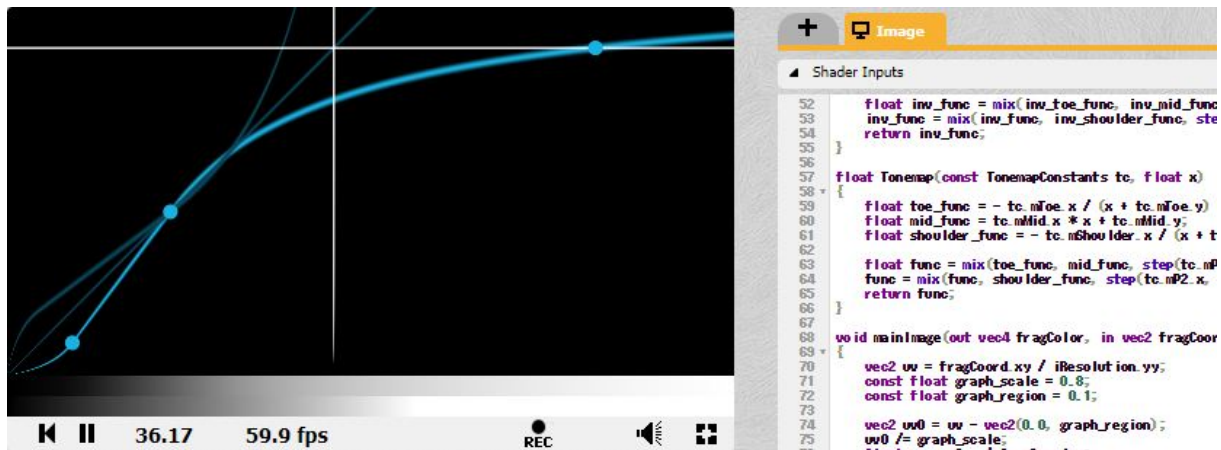 + Image
Shader Inputs
52 float inv_func = mix(inv_toe_func, inv_mid_func
53 inv_func = mix(inv_func, inv_shoulder_func, ste
54 return inv_func;
55 }
56
57 float Tonemap(const TonemapConstants tc, float x)
58 {
59 float toe_func = - tc.mToe.x / (x + tc.mToe.y)
60 float mid_func = tc.mMid.x * x + tc.mMid.y;
61 float shoulder_func = - tc.mShoulder.x / (x + t
62
63 float func = mix(toe_func, mid_func, step(tc.mP
64 func = mix(func, shoulder_func, step(tc.mP2.x,
65 return func;
66 }
67
68 void mainImage(out vec4 fragColor, in vec2 fragCoor
69 {
70 vec2 uv = fragCoord.xy / iResolution.yy;
71 const float graph_scale = 0.8;
72 const float graph_region = 0.1;
73
74 vec2 uv0 = uv - vec2(0.0, graph_region);
75 uv0 /= graph_scale;
36.17 59.9 fps REC